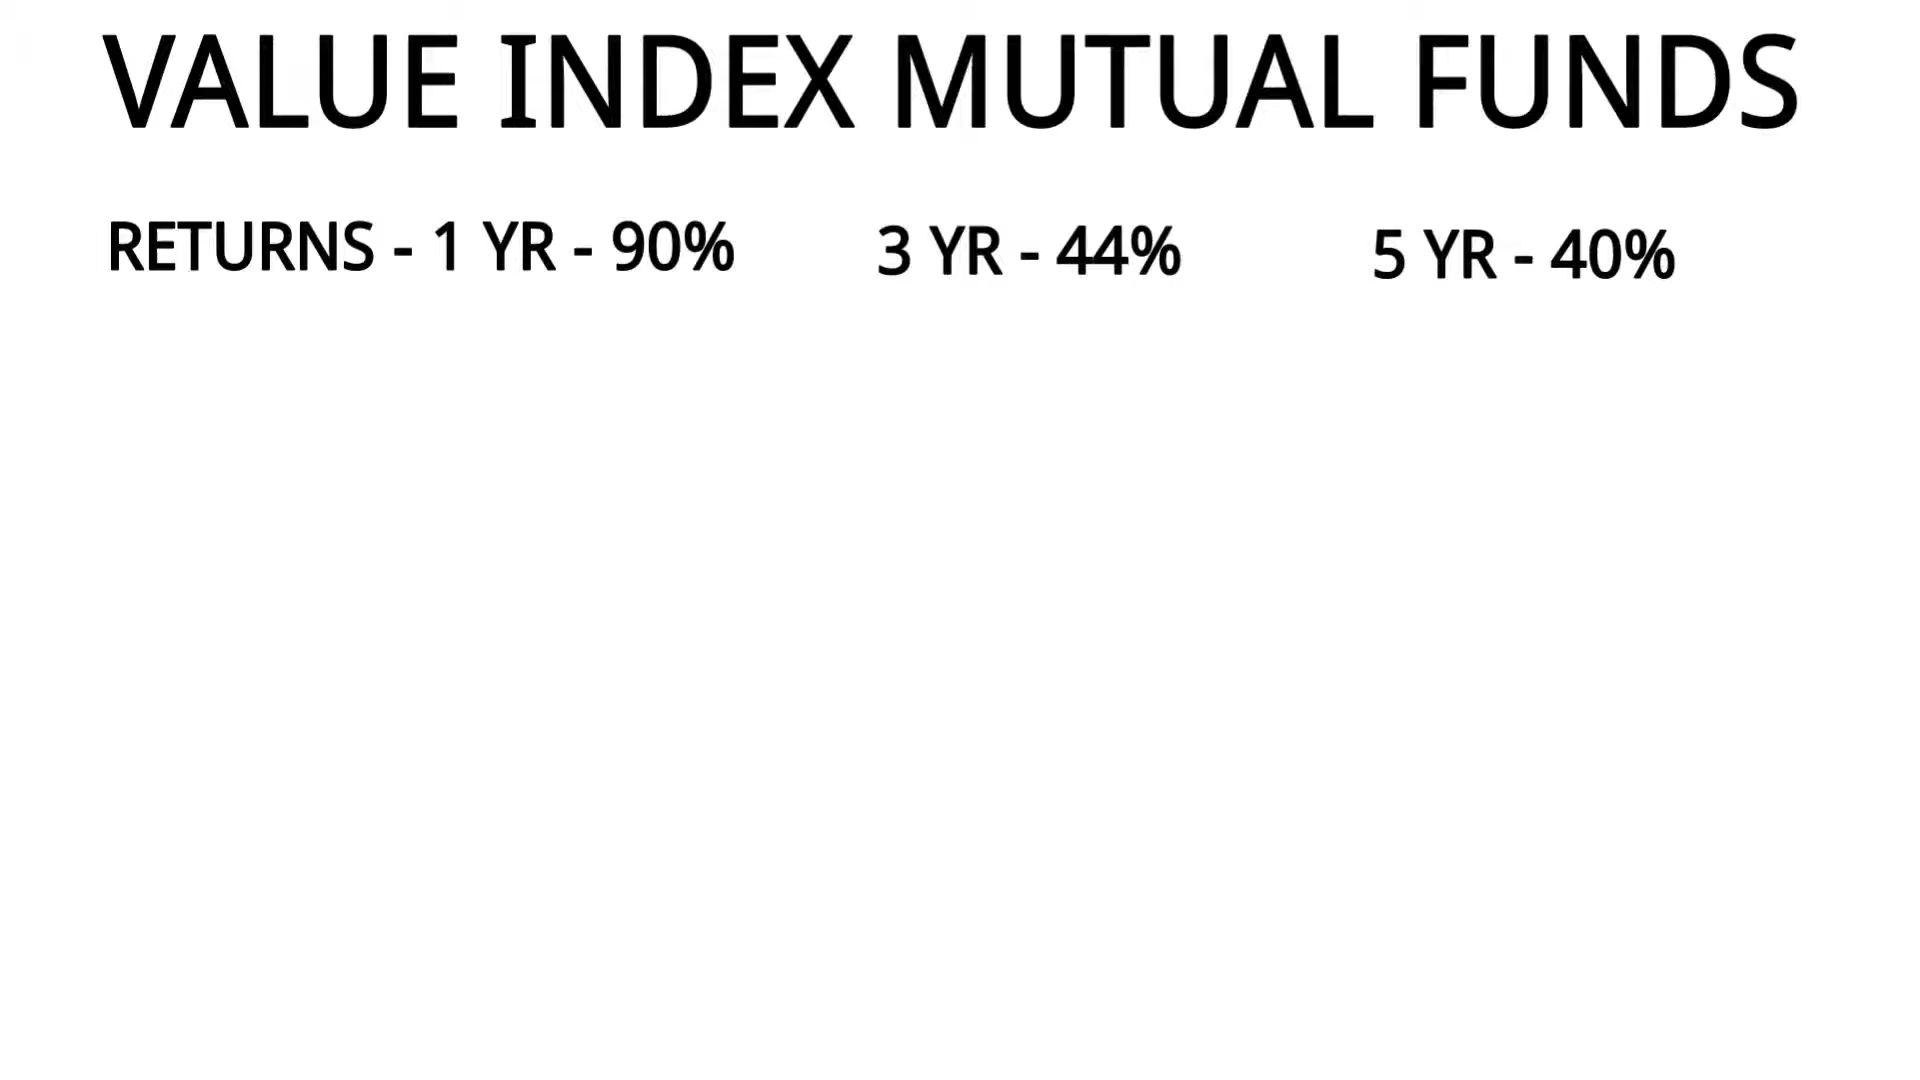 VALUE INDEX MUTUAL FUNDS
RETURNS - 1 YR - 90% 3 YR - 44% 5 YR - 40%